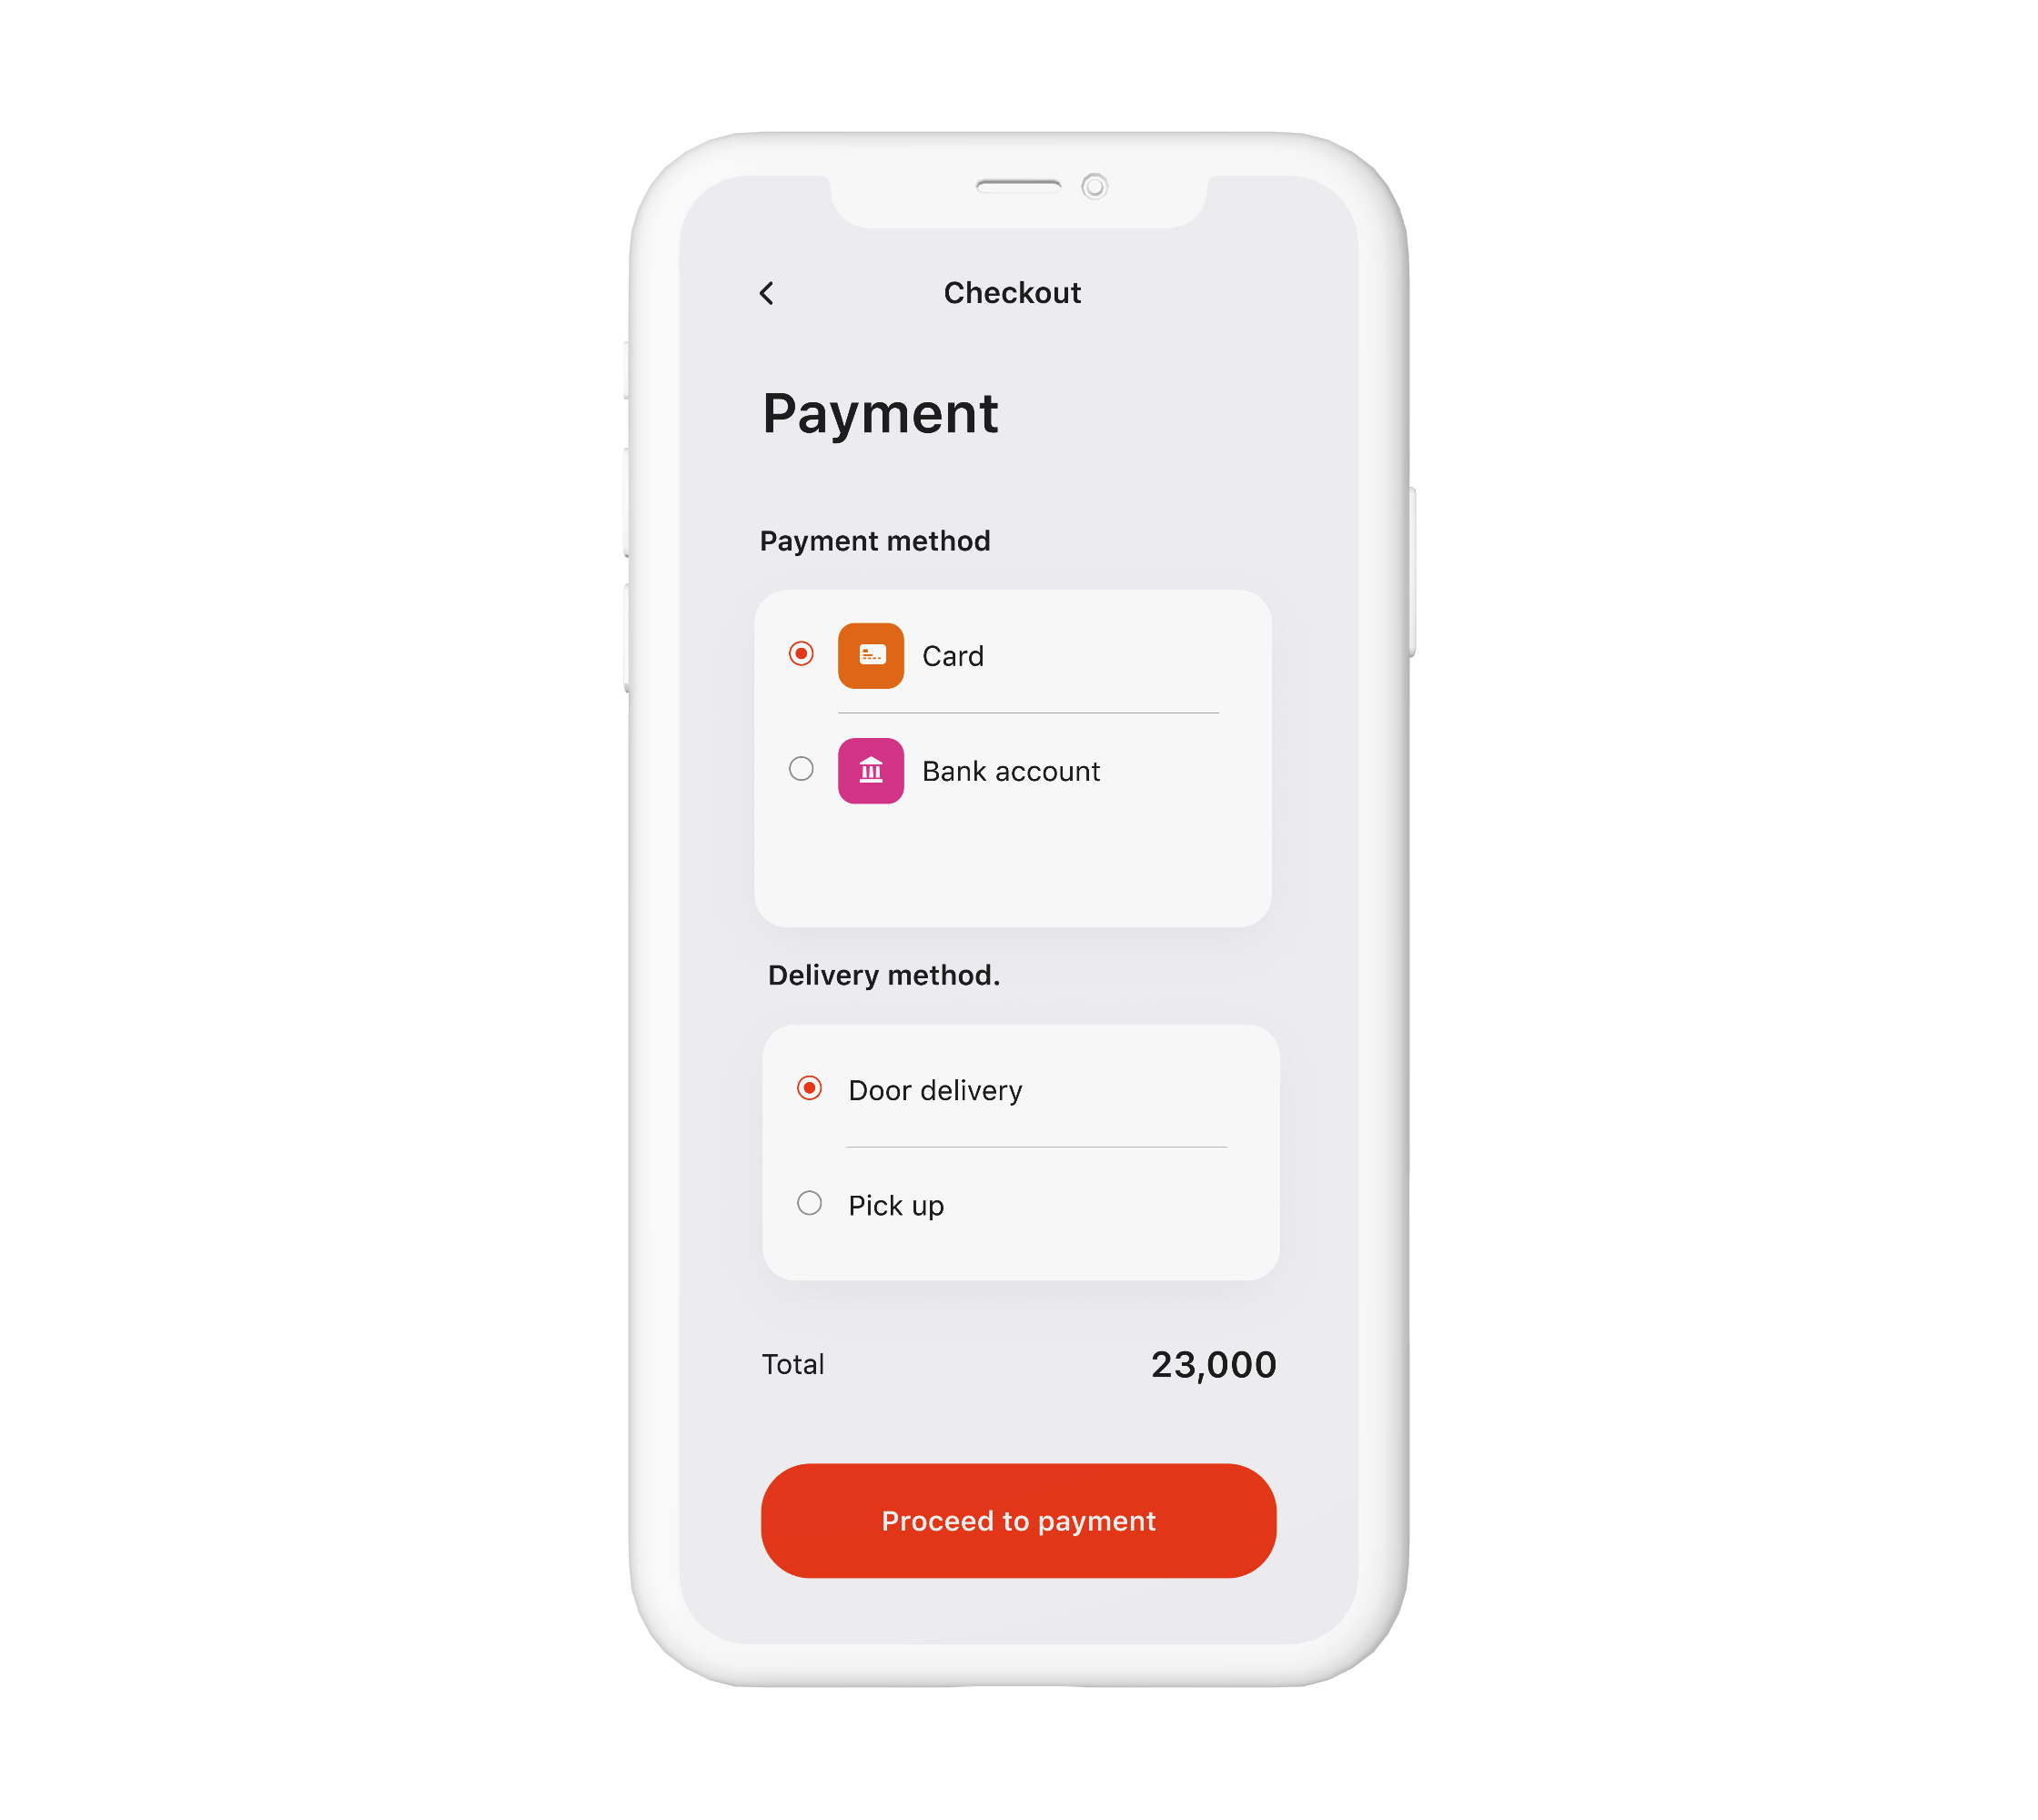 Checkout
Payment
Payment method
Card
Bank account
Delivery method.
Door delivery
Pick up
Total 23,000
Proceed to payment